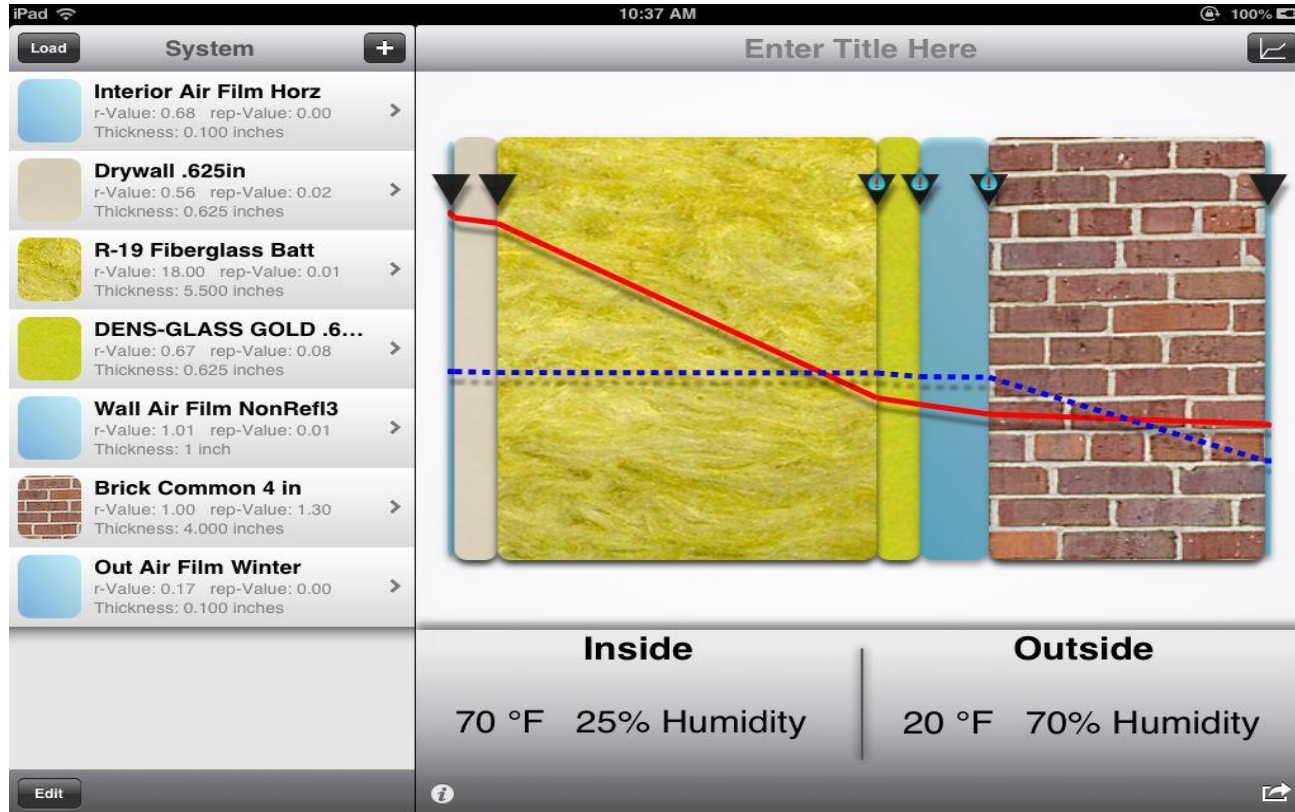 iPad 10:37 AM 100%
Load System + Enter Title Here
Interior Air Film Horz
r-Value: 0.68 rep-Value: 0.00
Thickness: 0.100 inches
Drywall .625in
r-Value: 0.56 rep-Value: 0.02
Thickness: 0.625 inches
R-19 Fiberglass Batt
r-Value: 18.00 rep-Value: 0.01
Thickness: 5.500 inches
DENS-GLASS GOLD .6...
r-Value: 0.67 rep-Value: 0.08
Thickness: 0.625 inches
Wall Air Film NonRefl3
r-Value: 1.01 rep-Value: 0.01
Thickness: 1 inch
Brick Common 4 in
r-Value: 1.00 rep-Value: 1.30
Thickness: 4.000 inches
Out Air Film Winter
r-Value: 0.17 rep-Value: 0.00
Thickness: 0.100 inches
Inside Outside
70 °F 25% Humidity 20 °F 70% Humidity
Edit